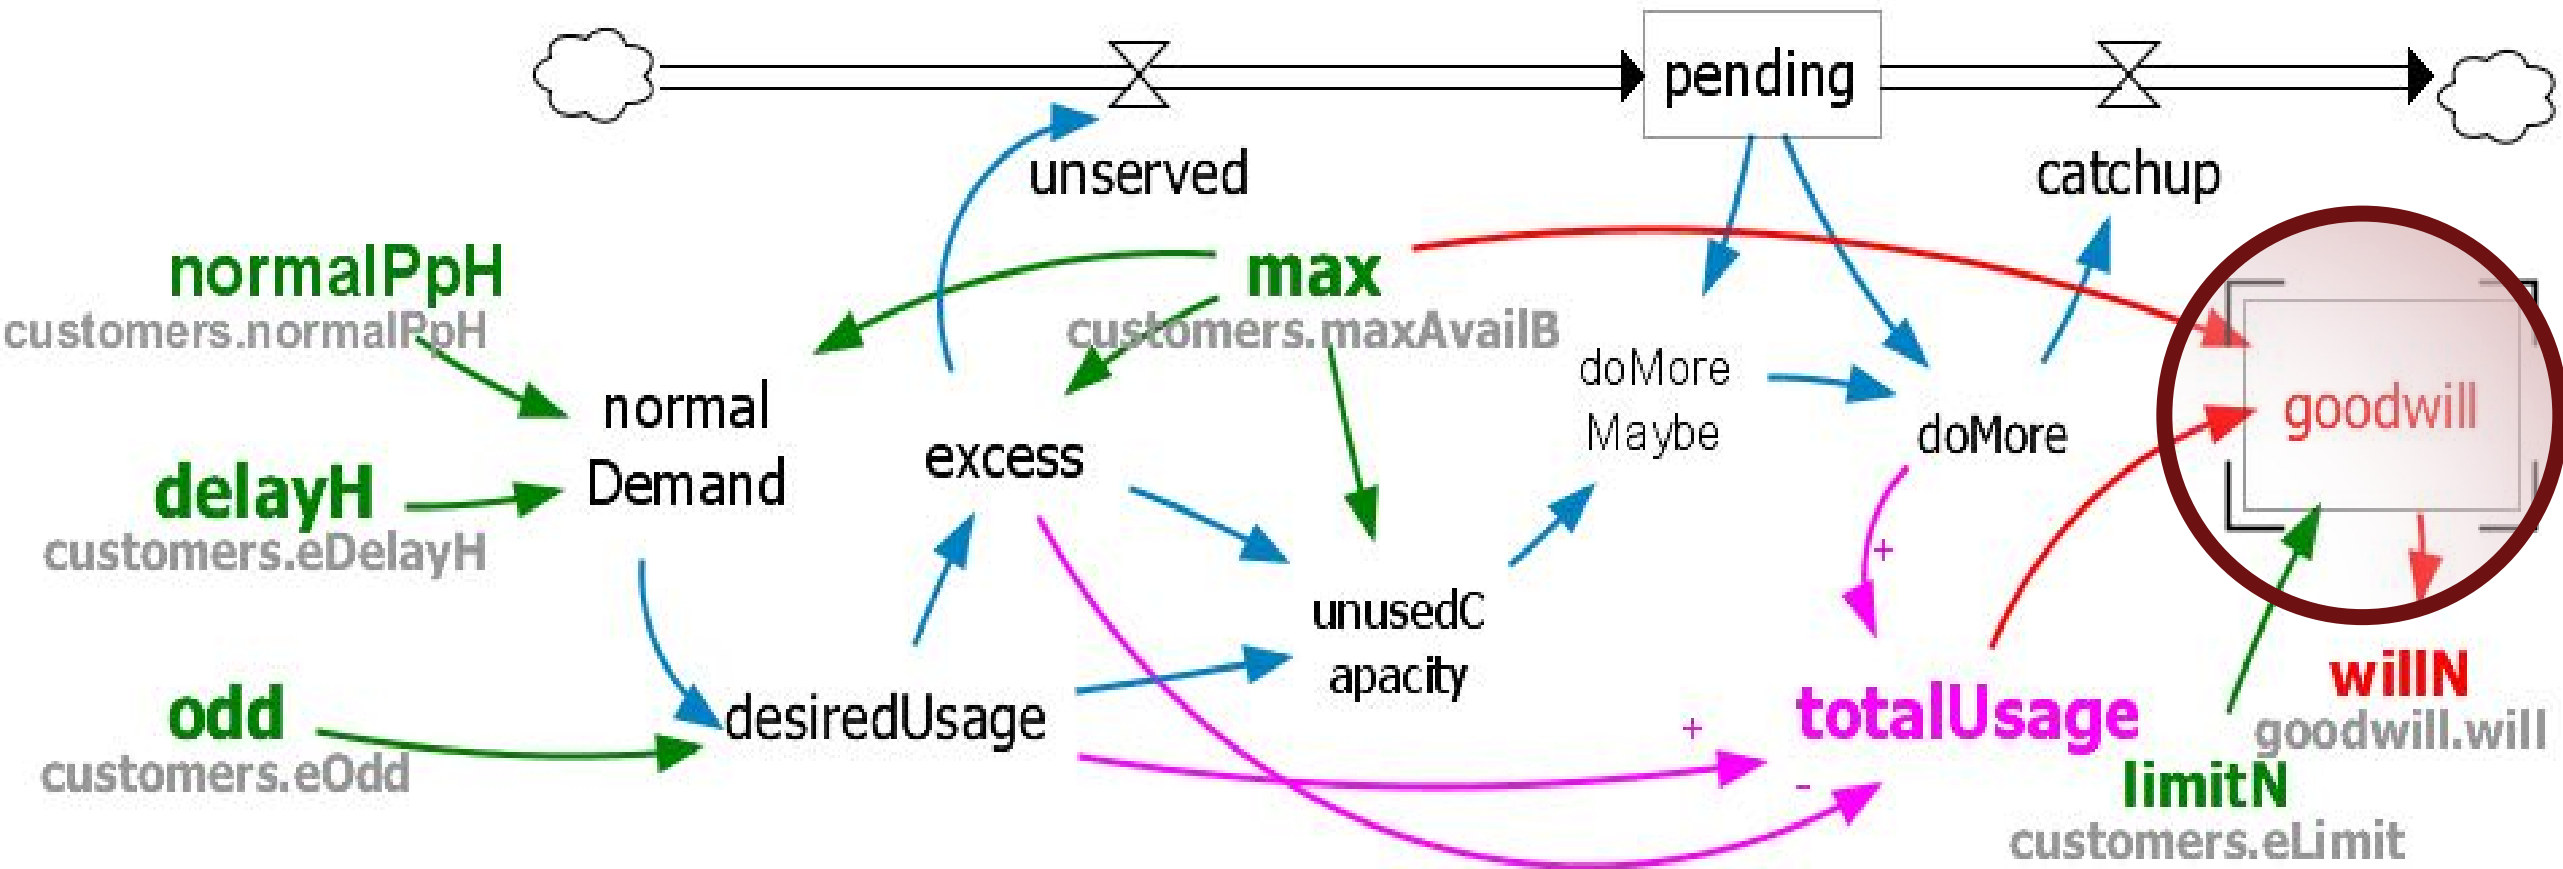 pending
unserved
catchup
normalPpH
customers.normalPpH
max
customers.maxAvailB
doMore
Maybe
normal
Demand
excess
doMore
goodwill
delayH
customers.eDelayH
unusedC
apacity
+
odd
customers.eOdd
desiredUsage
+
-
totalUsage
willN
goodwill.will
limitN
customers.eLimit